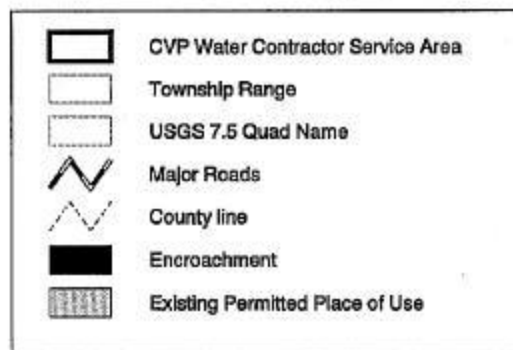 CVP Water Contractor Service Area
Township Range
USGS 7.5 Quad Name
Major Roads
County line
Encroachment
Existing Permitted Place of Use